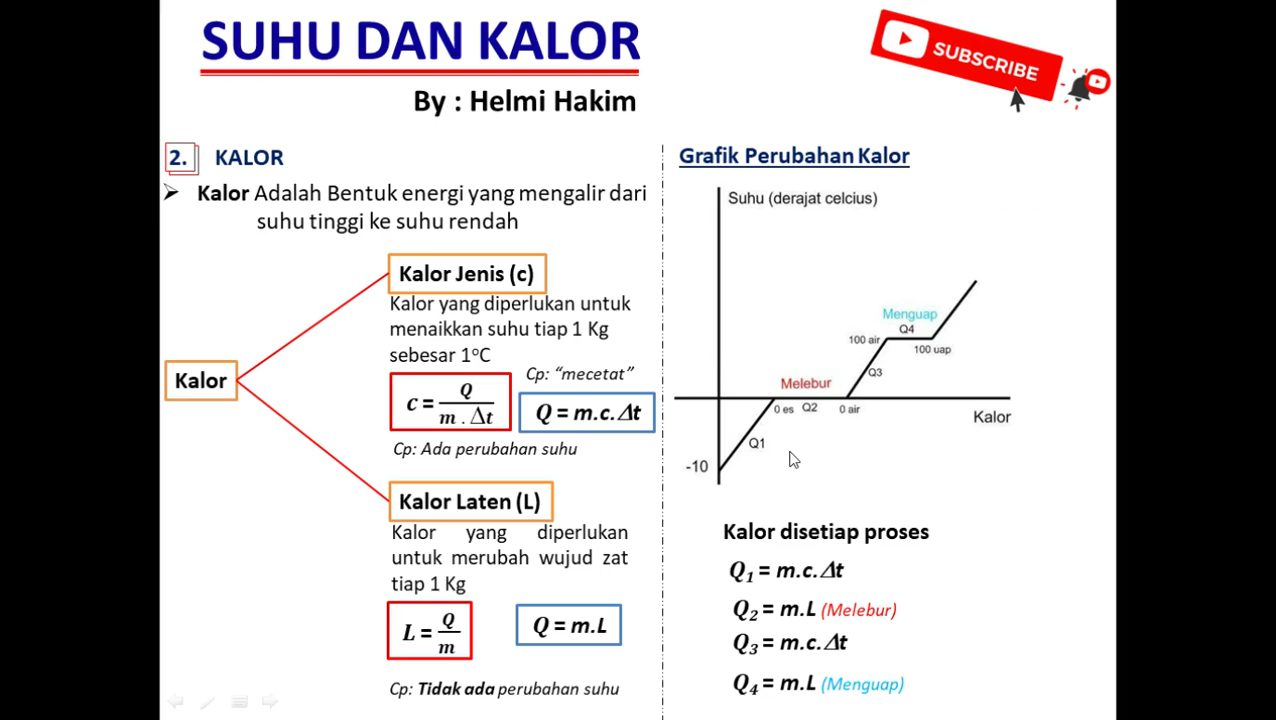 SUHU DAN KALOR
By : Helmi Hakim
SUBSCRIBE
2. KALOR
➤ Kalor Adalah Bentuk energi yang mengalir dari
suhu tinggi ke suhu rendah
Kalor
Kalor Jenis (c)
Kalor yang diperlukan untuk
menaikkan suhu tiap 1 Kg
sebesar 1°C
Cp: “mecetat”
c = Q / m . Δt
Q = m.c.Δt
Cp: Ada perubahan suhu
Kalor Laten (L)
Kalor yang diperlukan
untuk merubah wujud zat
tiap 1 Kg
L = Q / m
Q = m.L
Cp: Tidak ada perubahan suhu
Grafik Perubahan Kalor
Suhu (derajat celcius)
Menguap
Q4
100 air
100 uap
Q3
Melebur
0 es Q2 0 air
Kalor
Q1
-10
Kalor disetiap proses
Q1 = m.c.Δt
Q2 = m.L (Melebur)
Q3 = m.c.Δt
Q4 = m.L (Menguap)